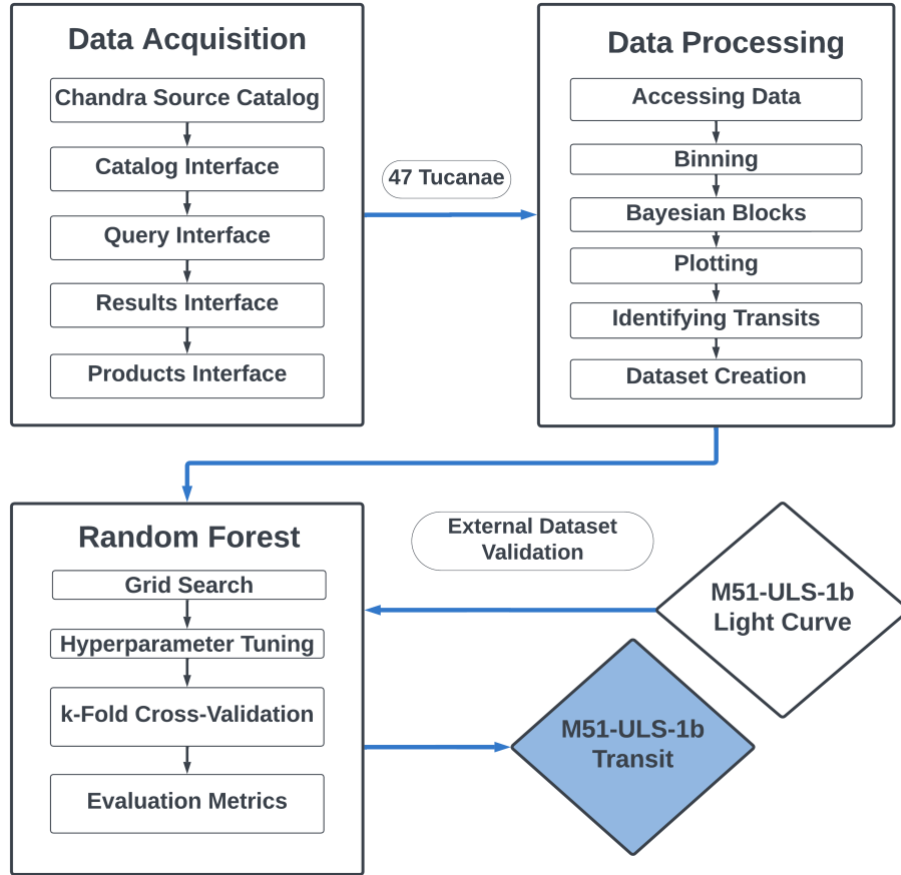 Data Acquisition
Chandra Source Catalog
Catalog Interface
Query Interface
Results Interface
Products Interface
47 Tucanae
Data Processing
Accessing Data
Binning
Bayesian Blocks
Plotting
Identifying Transits
Dataset Creation
Random Forest
Grid Search
Hyperparameter Tuning
k-Fold Cross-Validation
Evaluation Metrics
External Dataset
Validation
M51-ULS-1b
Light Curve
M51-ULS-1b
Transit